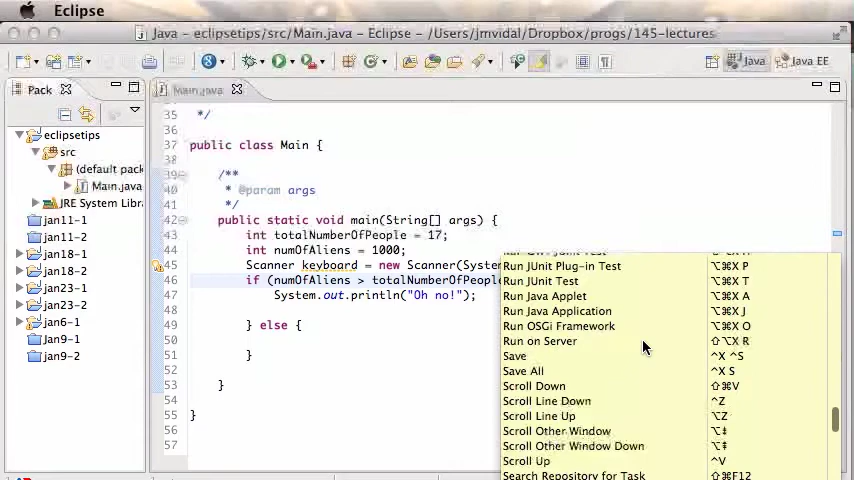 Eclipse
Java - eclipsetips/src/Main.java - Eclipse - /Users/jmvidal/Dropbox/progs/145-lectures
Java
Java EE
Pack
Main.java
eclipsetips
src
(default pack
Main.java
JRE System Libr
jan11-1
jan11-2
jan18-1
jan18-2
jan23-1
jan23-2
jan6-1
Jan9-1
jan9-2
35 */
36
37 public class Main {
38
39 /**
40 * @param args
41 */
42 public static void main(String[] args) {
43 int totalNumberOfPeople = 17;
44 int numOfAliens = 1000;
45 Scanner keyboard = new Scanner(System
46 if (numOfAliens > totalNumberOfPeople
47 System.out.println("Oh no!");
48
49 } else {
50
51 }
52
53 }
54
55 }
56
57
Run JUnit Plug-in Test ⌥⌘X P
Run JUnit Test ⌥⌘X T
Run Java Applet ⌥⌘X A
Run Java Application ⌥⌘X J
Run OSGi Framework ⌥⌘X O
Run on Server ⇧⌥X R
Save ^X ^S
Save All ^X S
Scroll Down ⇧⌘V
Scroll Line Down ^Z
Scroll Line Up ⌥Z
Scroll Other Window
Scroll Other Window Down
Scroll Up ^V
Search Repository for Task ⇧⌘F12